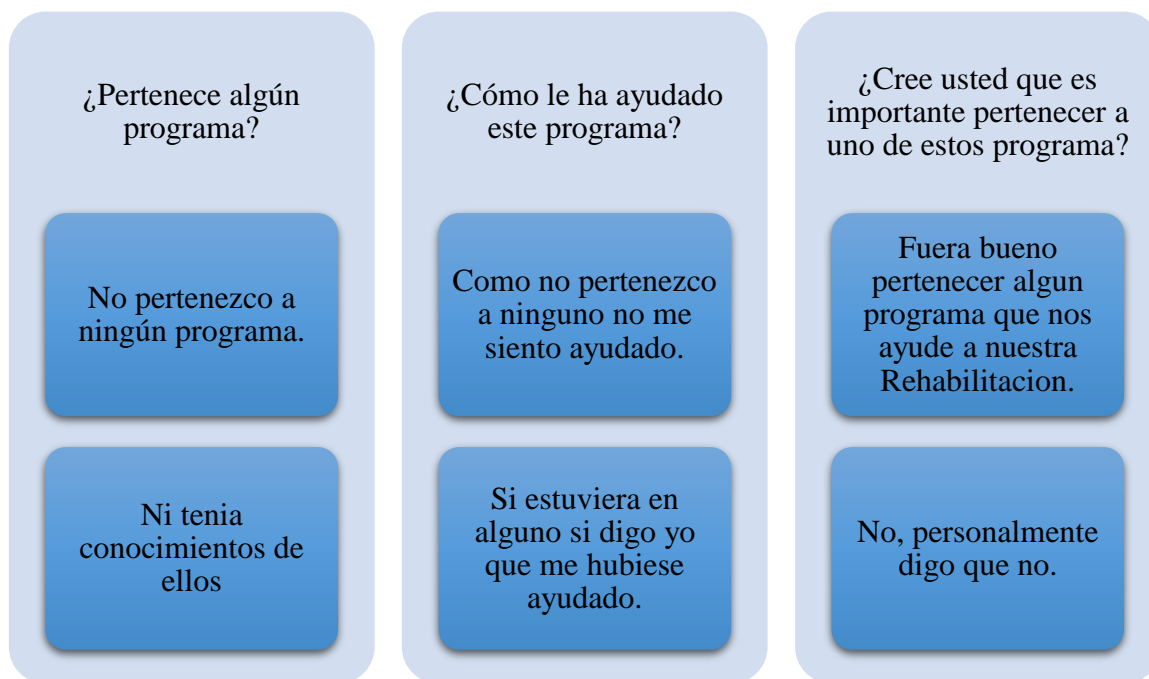 ¿Pertenece algún
programa?
No pertenezco a
ningún programa.
Ni tenia
conocimientos de
ellos
¿Cómo le ha ayudado
este programa?
Como no pertenezco
a ninguno no me
siento ayudado.
Si estuviera en
alguno si digo yo
que me hubiese
ayudado.
¿Cree usted que es
importante pertenecer a
uno de estos programa?
Fuera bueno
pertenecer algun
programa que nos
ayude a nuestra
Rehabilitacion.
No, personalmente
digo que no.